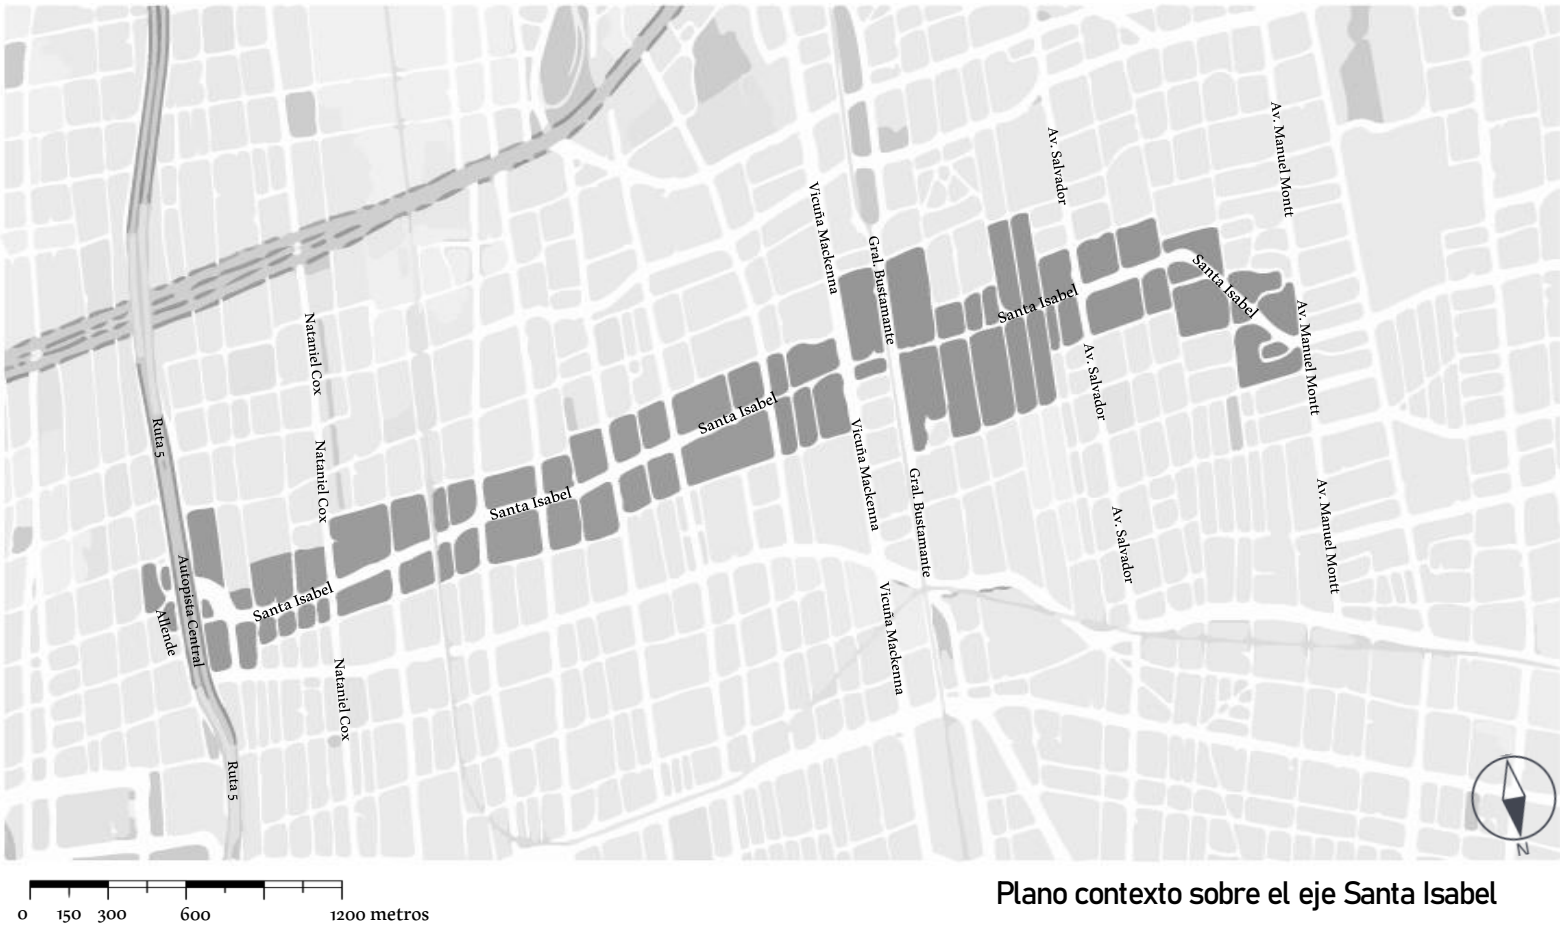 Av. Manuel Montt
Av. Salvador
Vicuña Mackenna
Gral. Bustamante
Santa Isabel
Santa Isabel
Av. Manuel Montt
Nataniel Cox
Av. Salvador
Santa Isabel
Ruta 5
Vicuña Mackenna
Nataniel Cox
Gral. Bustamante
Santa Isabel
Av. Manuel Montt
Av. Salvador
Autopista Central
Santa Isabel
Allende
Vicuña Mackenna
Nataniel Cox
Ruta 5
N
0 150 300 600 1200 metros
Plano contexto sobre el eje Santa Isabel